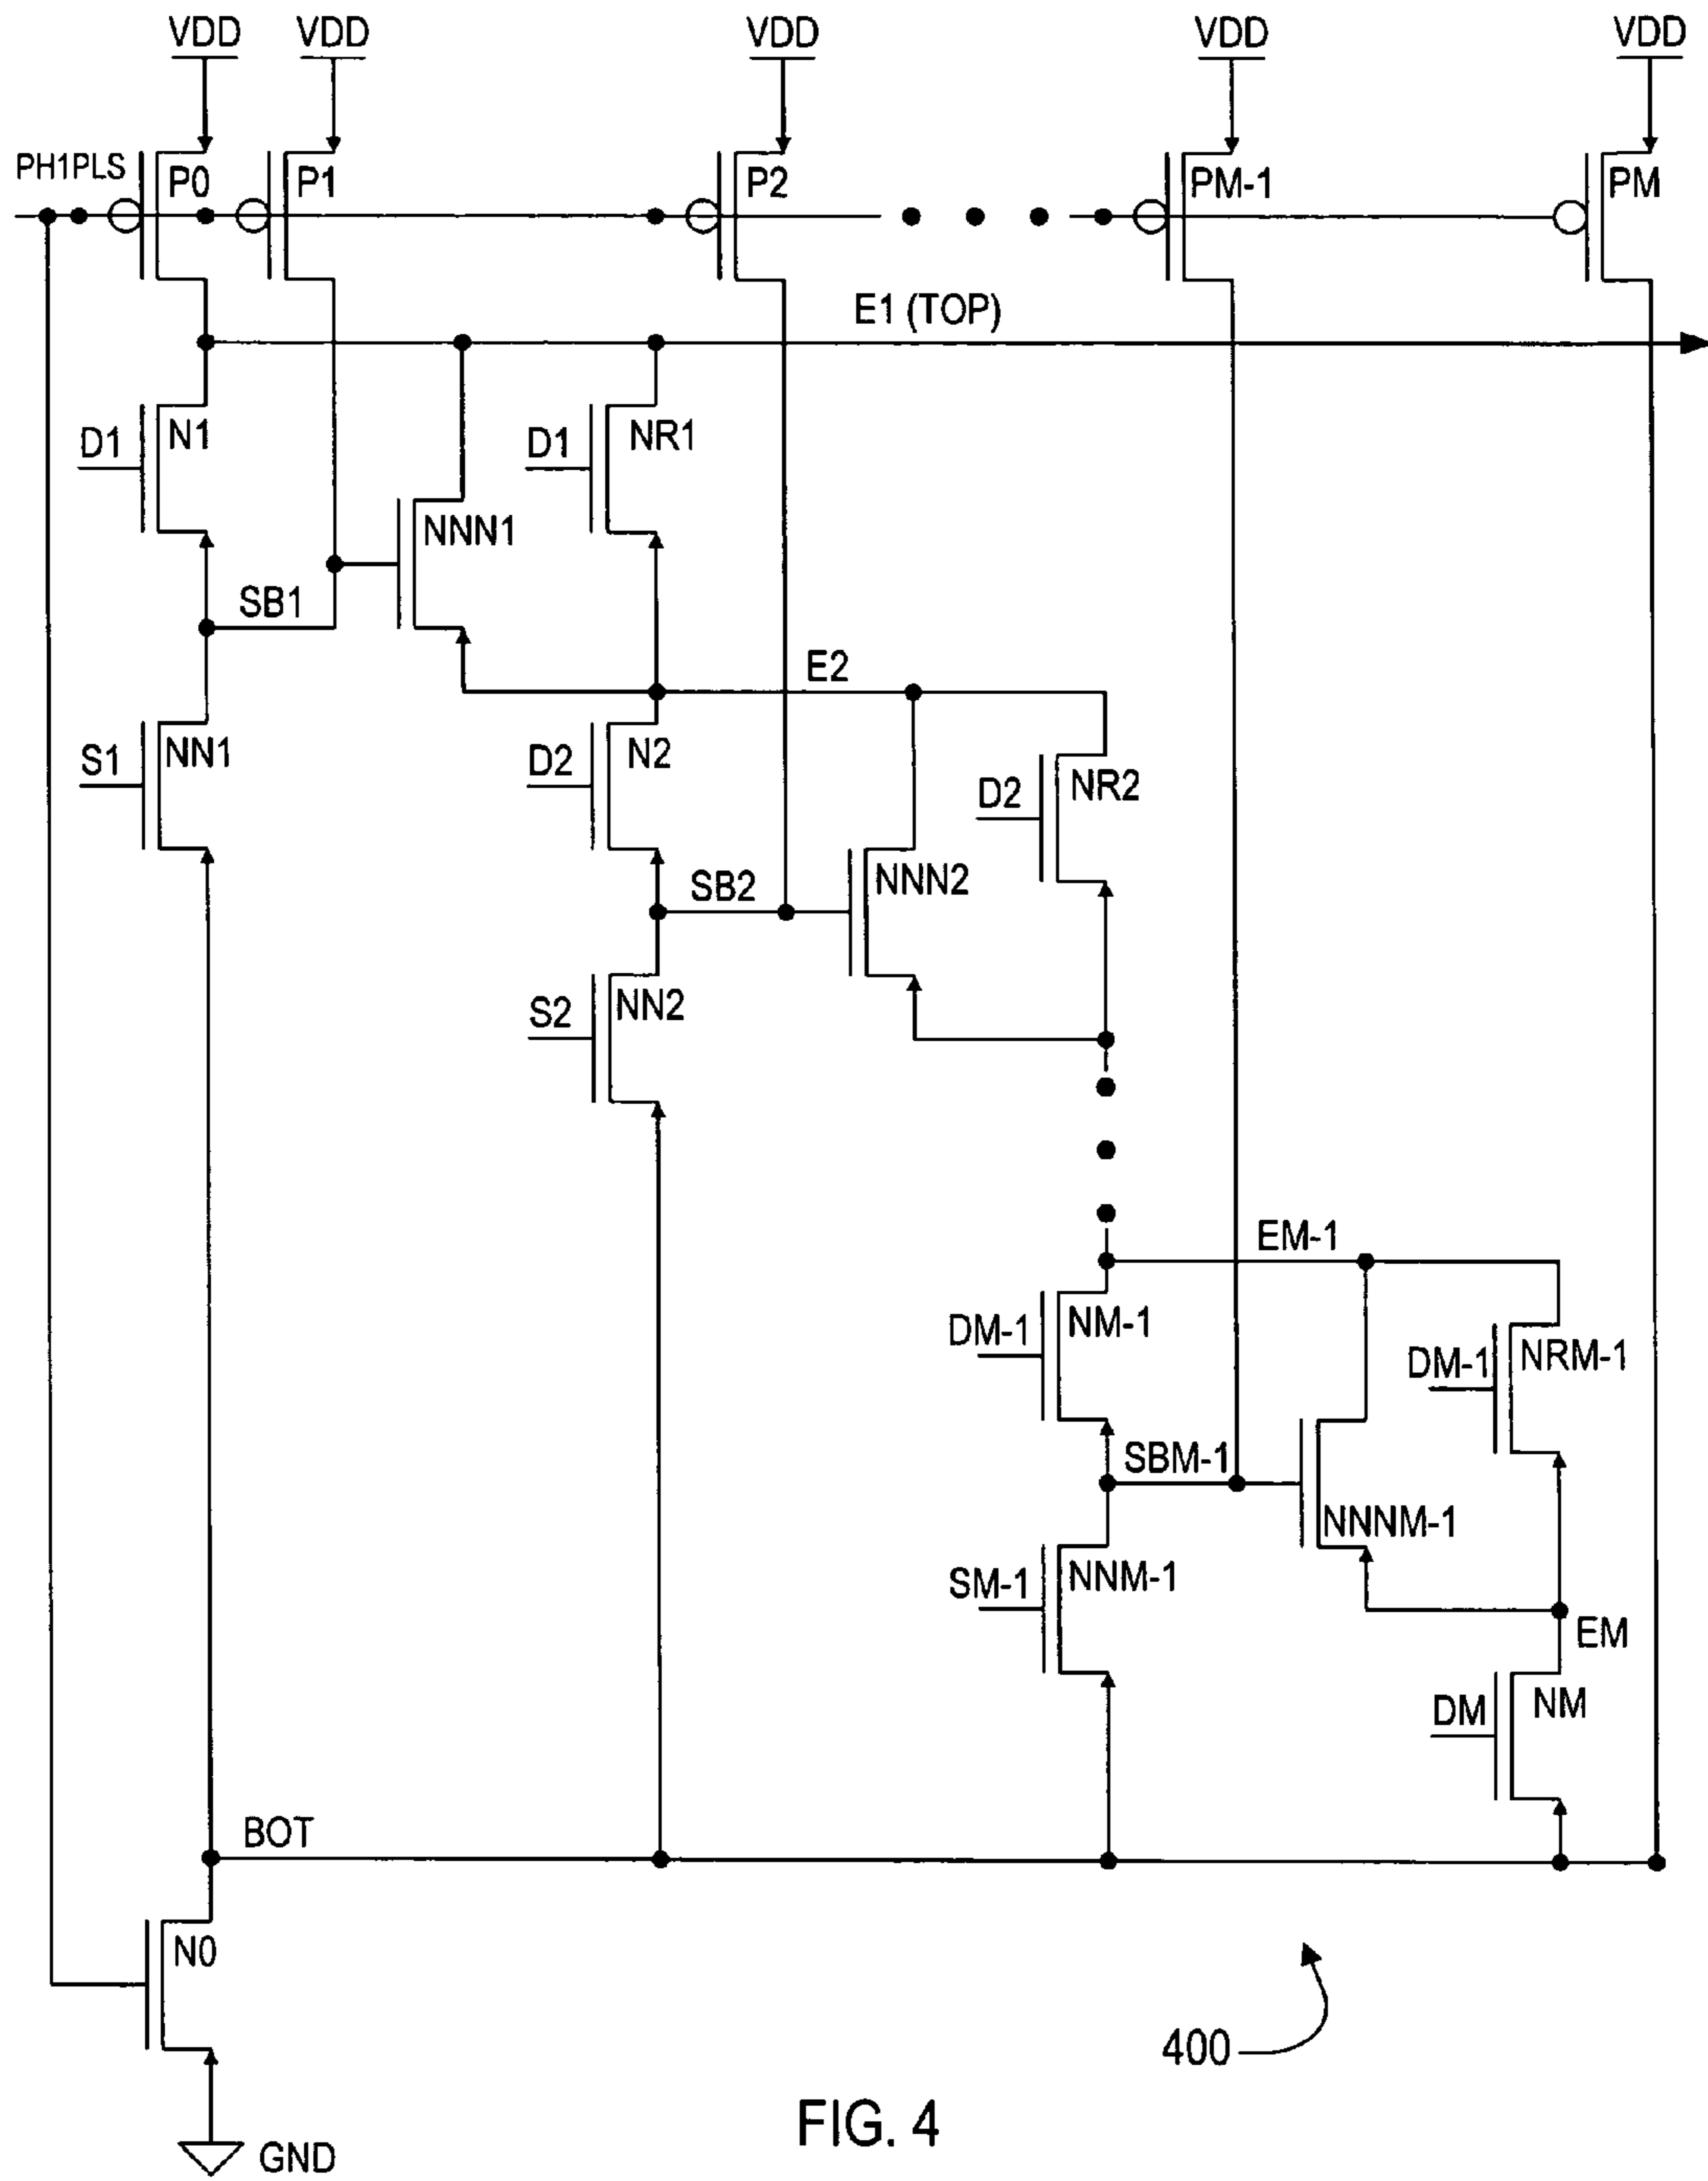 VDD VDD VDD VDD VDD
PH1PLS P0 P1 P2 PM-1 PM
E1 (TOP)
D1 N1 D1 NR1
NNN1
SB1
E2
S1 NN1 D2 N2 D2 NR2
SB2 NNN2
S2 NN2
EM-1
DM-1 NM-1 DM-1 NRM-1
SBM-1
NNNM-1
SM-1 NNM-1
EM
DM NM
BOT
N0
400
GND
FIG. 4